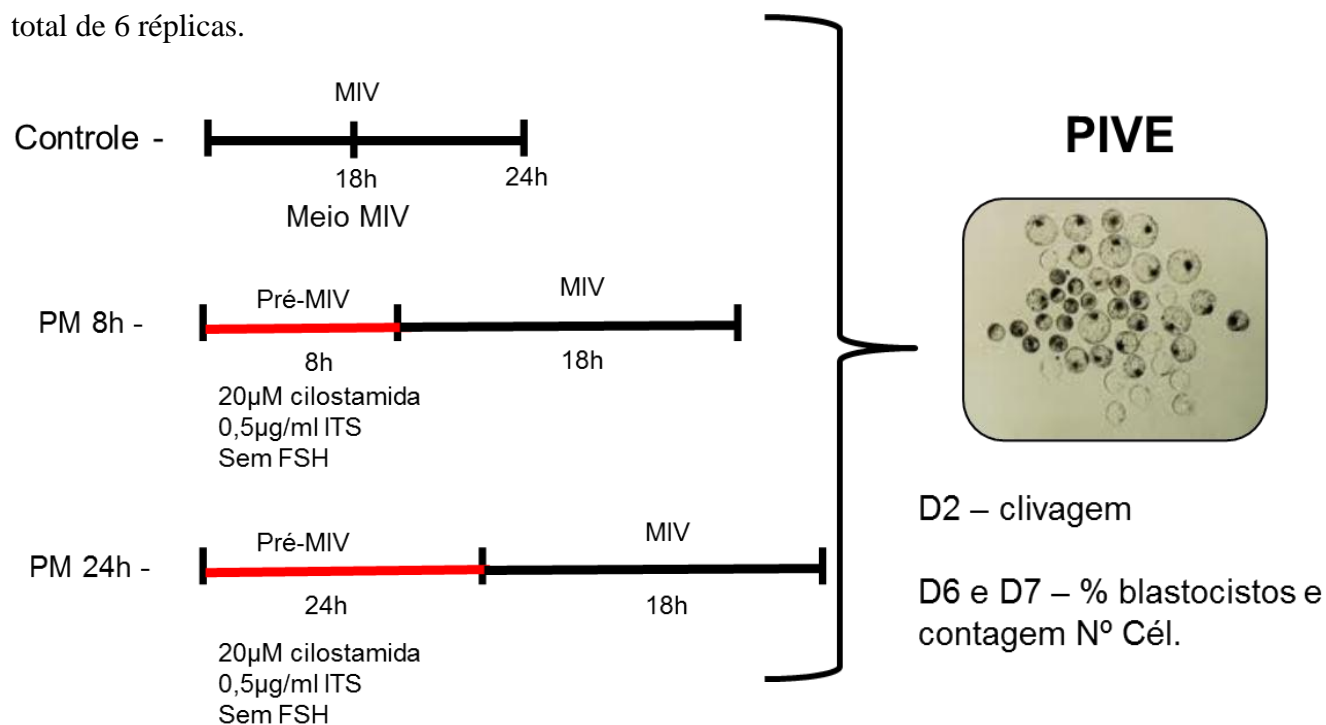 total de 6 réplicas.
MIV
Controle -
18h
24h
Meio MIV
Pré-MIV
MIV
PM 8h -
8h
18h
20µM cilostamida
0,5µg/ml ITS
Sem FSH
Pré-MIV
MIV
PM 24h -
24h
18h
20µM cilostamida
0,5µg/ml ITS
Sem FSH
PIVE
D2 – clivagem
D6 e D7 – % blastocistos e
contagem Nº Cél.